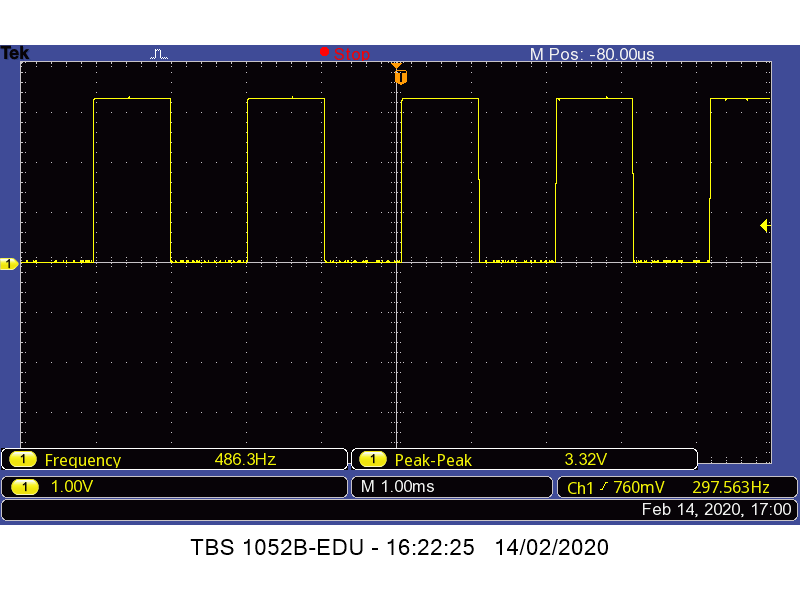 Tek Stop M Pos: -80.00us
T
1
1 Frequency 486.3Hz 1 Peak-Peak 3.32V
1 1.00V M 1.00ms Ch1 760mV 297.563Hz
Feb 14, 2020, 17:00
TBS 1052B-EDU - 16:22:25 14/02/2020